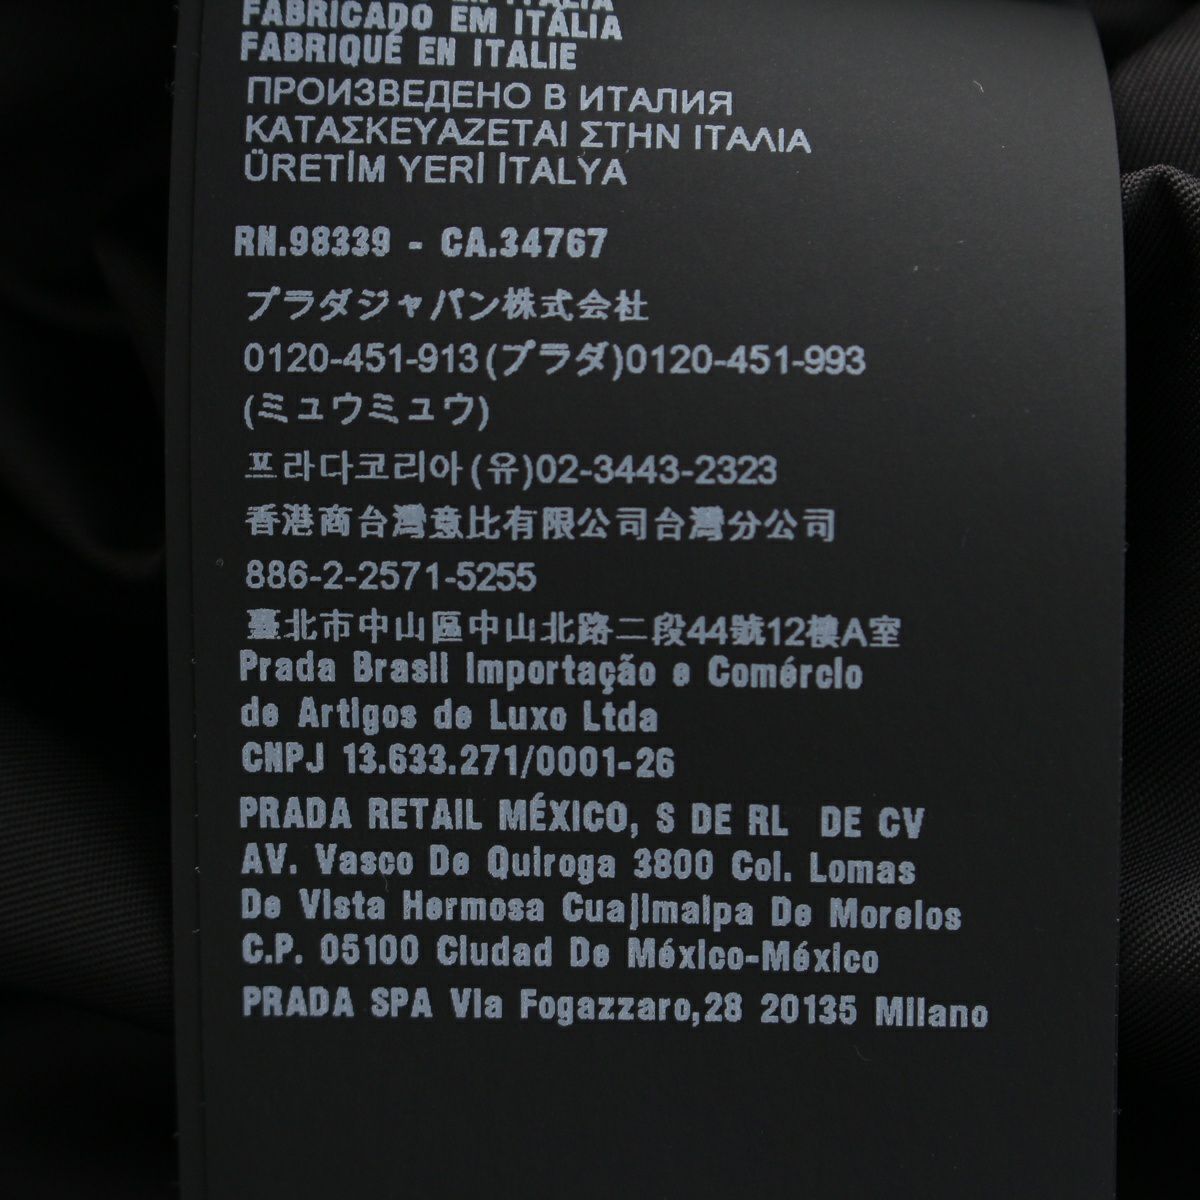 EN ITALIA
FABRICADO EM ITÁLIA
FABRIQUÉ EN ITALIE
ПРОИЗВЕДЕНО В ИТАЛИЯ
ΚΑΤΑΣΚΕΥΑΖΕΤΑΙ ΣΤΗΝ ΙΤΑΛΙΑ
ÜRETİM YERİ İTALYA
RN.98339 - CA.34767
プラダジャパン株式会社
0120-451-913(プラダ)0120-451-993
(ミュウミュウ)
프라다코리아(유)02-3443-2323
香港商台灣意比有限公司台灣分公司
886-2-2571-5255
臺北市中山區中山北路二段44號12樓A室
Prada Brasil Importação e Comércio
de Artigos de Luxo Ltda
CNPJ 13.633.271/0001-26
PRADA RETAIL MÉXICO, S DE RL DE CV
AV. Vasco De Quiroga 3800 Col. Lomas
De Vista Hermosa Cuajimalpa De Morelos
C.P. 05100 Ciudad De México-México
PRADA SPA Via Fogazzaro,28 20135 Milano